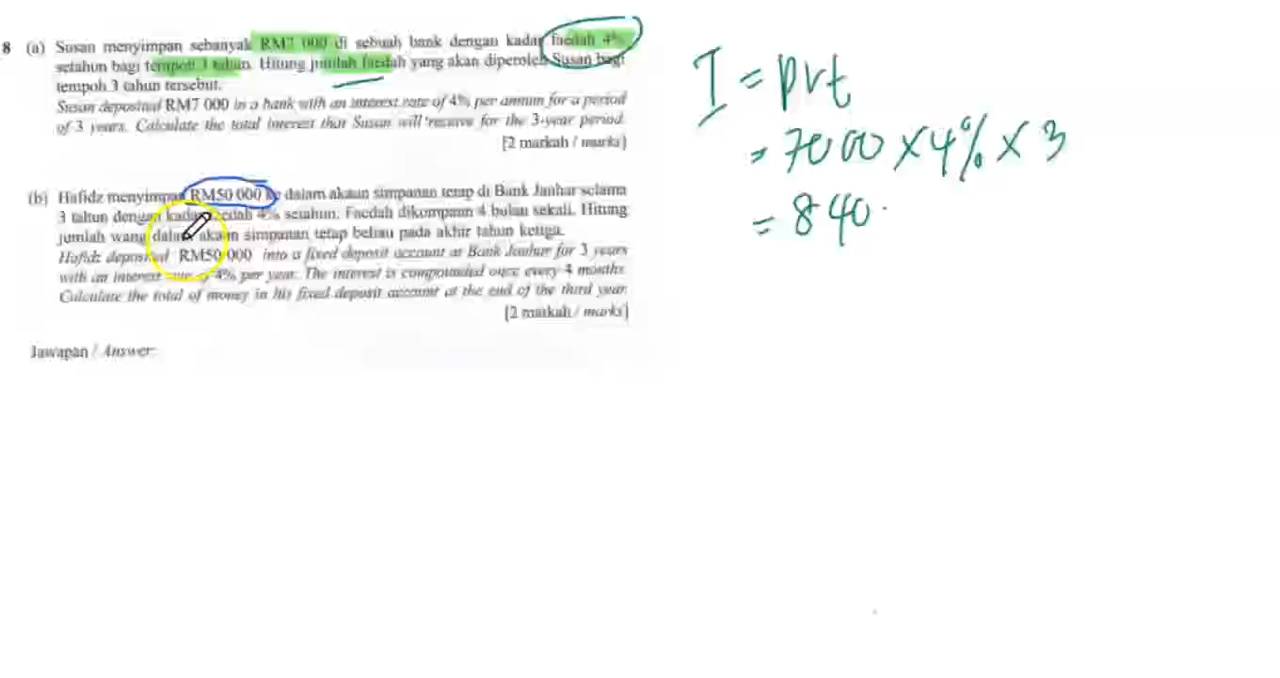 8 (a) Susan menyimpan sebanyak RM7 000 di sebuah bank dengan kadar faedah 4%
setahun bagi tempoh 3 tahun. Hitung jumlah faedah yang akan diperoleh Susan bagi
tempoh 3 tahun tersebut.
Susan deposited RM7 000 in a bank with an interest rate of 4% per annum for a period
of 3 years. Calculate the total interest that Susan will receive for the 3-year period.
[2 markah / marks]
(b) Hafidz menyimpan RM50 000 ke dalam akaun simpanan tetap di Bank Jauhar selama
3 tahun dengan kadar faedah 4% setahun. Faedah dikompaun 4 bulan sekali. Hitung
jumlah wang dalam akaun simpanan tetap beliau pada akhir tahun ketiga.
Hafidz deposited RM50 000 into a fixed deposit account at Bank Jauhar for 3 years
with an interest rate of 4% per year. The interest is compounded once every 4 months.
Calculate the total of money in his fixed deposit account at the end of the third year.
[2 markah / marks]
Jawapan / Answer:
I = prt
= 7000 × 4% × 3
= 840.